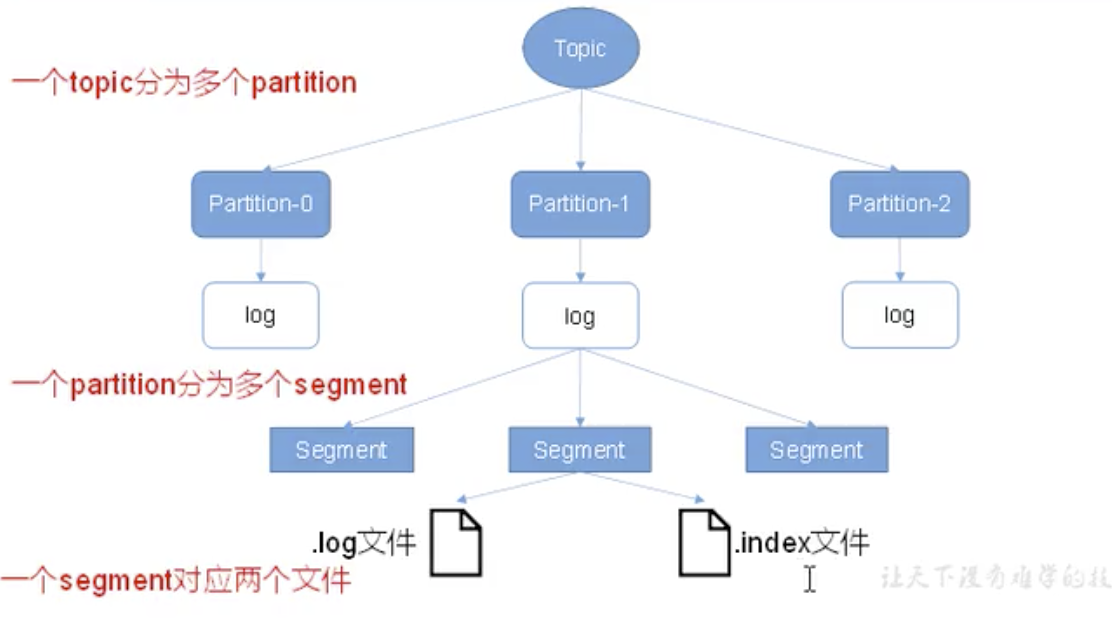 Topic
一个topic分为多个partition
Partition-0
Partition-1
Partition-2
log
log
log
一个partition分为多个segment
Segment
Segment
Segment
.log文件
.index文件
一个segment对应两个文件
让天下没有难学的技